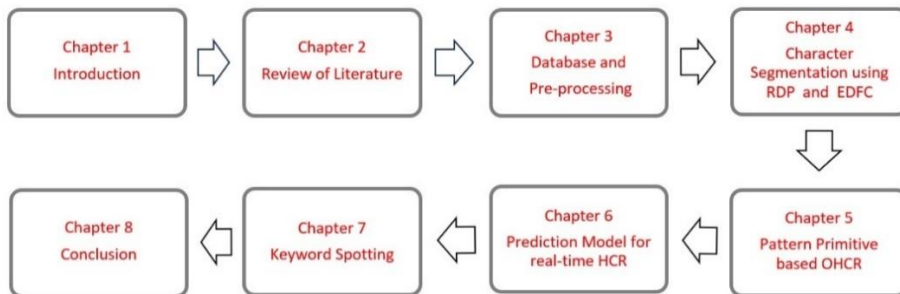 Chapter 1
Introduction
Chapter 2
Review of Literature
Chapter 3
Database and
Pre-processing
Chapter 4
Character
Segmentation using
RDP and EDFC
Chapter 5
Pattern Primitive
based OHCR
Chapter 6
Prediction Model for
real-time HCR
Chapter 7
Keyword Spotting
Chapter 8
Conclusion